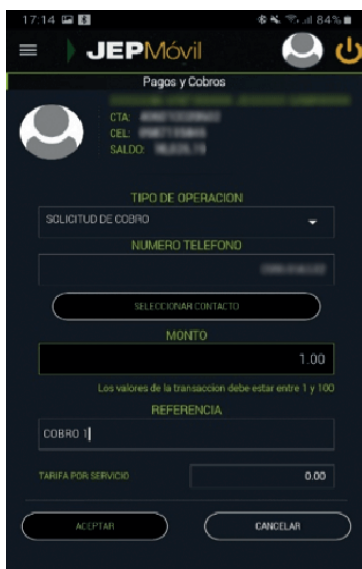 17:14 84%
JEPMóvil
Pagos y Cobros
CTA:
CEL:
SALDO:
TIPO DE OPERACION
SOLICITUD DE COBRO
NUMERO TELEFONO
SELECCIONAR CONTACTO
MONTO
1.00
Los valores de la transaccion debe estar entre 1 y 100
REFERENCIA
COBRO 1
TARIFA POR SERVICIO 0.00
ACEPTAR CANCELAR